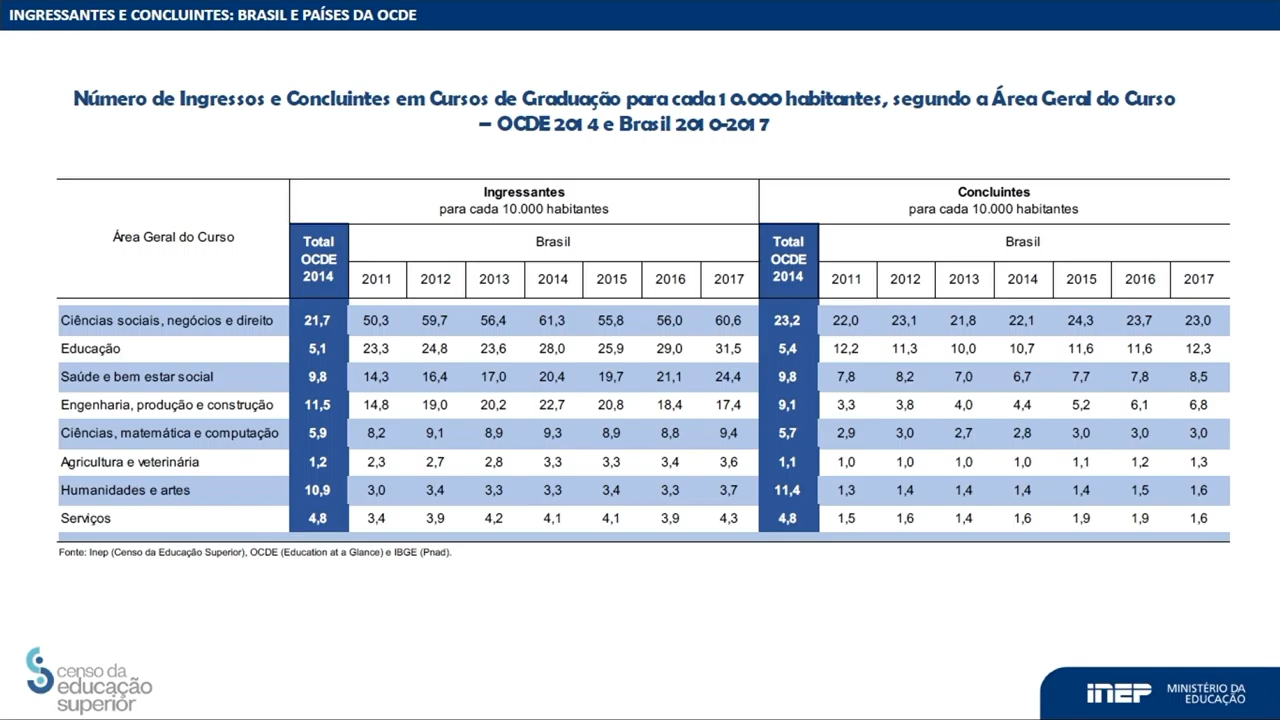 INGRESSANTES E CONCLUINTES: BRASIL E PAÍSES DA OCDE
Número de Ingressos e Concluintes em Cursos de Graduação para cada 10.000 habitantes, segundo a Área Geral do Curso
– OCDE 2014 e Brasil 2010-2017
Área Geral do Curso
Ingressantes
para cada 10.000 habitantes
Concluintes
para cada 10.000 habitantes
Total OCDE 2014 Brasil Total OCDE 2014 Brasil
2011 2012 2013 2014 2015 2016 2017 2011 2012 2013 2014 2015 2016 2017
Ciências sociais, negócios e direito 21,7 50,3 59,7 56,4 61,3 55,8 56,0 60,6 23,2 22,0 23,1 21,8 22,1 24,3 23,7 23,0
Educação 5,1 23,3 24,8 23,6 28,0 25,9 29,0 31,5 5,4 12,2 11,3 10,0 10,7 11,6 11,6 12,3
Saúde e bem estar social 9,8 14,3 16,4 17,0 20,4 19,7 21,1 24,4 9,8 7,8 8,2 7,0 6,7 7,7 7,8 8,5
Engenharia, produção e construção 11,5 14,8 19,0 20,2 22,7 20,8 18,4 17,4 9,1 3,3 3,8 4,0 4,4 5,2 6,1 6,8
Ciências, matemática e computação 5,9 8,2 9,1 8,9 9,3 8,9 8,8 9,4 5,7 2,9 3,0 2,7 2,8 3,0 3,0 3,0
Agricultura e veterinária 1,2 2,3 2,7 2,8 3,3 3,3 3,4 3,6 1,1 1,0 1,0 1,0 1,0 1,1 1,2 1,3
Humanidades e artes 10,9 3,0 3,4 3,3 3,3 3,4 3,3 3,7 11,4 1,3 1,4 1,4 1,4 1,4 1,5 1,6
Serviços 4,8 3,4 3,9 4,2 4,1 4,1 3,9 4,3 4,8 1,5 1,6 1,4 1,6 1,9 1,9 1,6
Fonte: Inep (Censo da Educação Superior), OCDE (Education at a Glance) e IBGE (Pnad).
censo da
educação
superior
INEP
MINISTÉRIO DA
EDUCAÇÃO